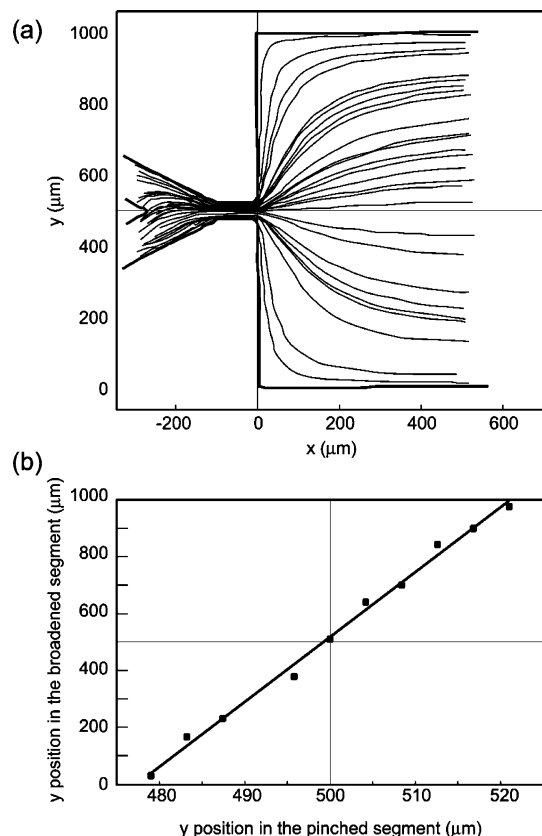 (a)
1000
800
600
400
200
0
y (μm)
-200 0 200 400 600
x (μm)
(b)
1000
800
600
400
200
0
y position in the broadened segment (μm)
480 490 500 510 520
y position in the pinched segment (μm)